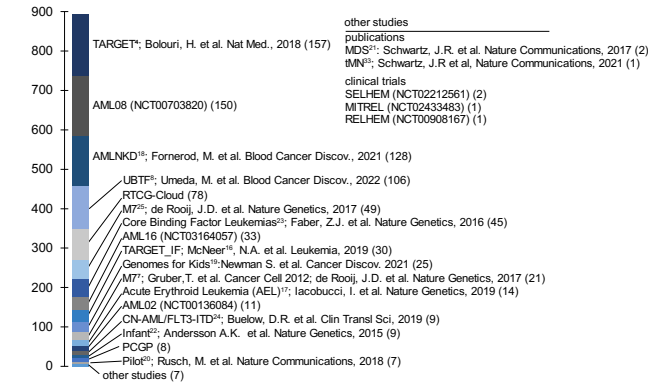 900
800
700
600
500
400
300
200
100
0
TARGET⁴; Bolouri, H. et al. Nat Med., 2018 (157)
AML08 (NCT00703820) (150)
AMLNKD¹⁸; Fornerod, M. et al. Blood Cancer Discov., 2021 (128)
UBTF⁸; Umeda, M. et al. Blood Cancer Discov., 2022 (106)
RTCG-Cloud (78)
M7²⁵; de Rooij, J.D. et al. Nature Genetics, 2017 (49)
Core Binding Factor Leukemias²³; Faber, Z.J. et al. Nature Genetics, 2016 (45)
AML16 (NCT03164057) (33)
TARGET_IF; McNeer¹⁶, N.A. et al. Leukemia, 2019 (30)
Genomes for Kids¹⁹:Newman S. et al. Cancer Discov. 2021 (25)
M7⁷; Gruber,T. et al. Cancer Cell 2012; de Rooij, J.D. et al. Nature Genetics, 2017 (21)
Acute Erythroid Leukemia (AEL)¹⁷; Iacobucci, I. et al. Nature Genetics, 2019 (14)
AML02 (NCT00136084) (11)
CN-AML/FLT3-ITD²⁴; Buelow, D.R. et al. Clin Transl Sci, 2019 (9)
Infant²²; Andersson A.K. et al. Nature Genetics, 2015 (9)
PCGP (8)
Pilot²⁰; Rusch, M. et al. Nature Communications, 2018 (7)
other studies (7)
other studies
publications
MDS²¹: Schwartz, J.R. et al. Nature Communications, 2017 (2)
tMN³³; Schwartz, J.R et al, Nature Communications, 2021 (1)
clinical trials
SELHEM (NCT02212561) (2)
MITREL (NCT02433483) (1)
RELHEM (NCT00908167) (1)